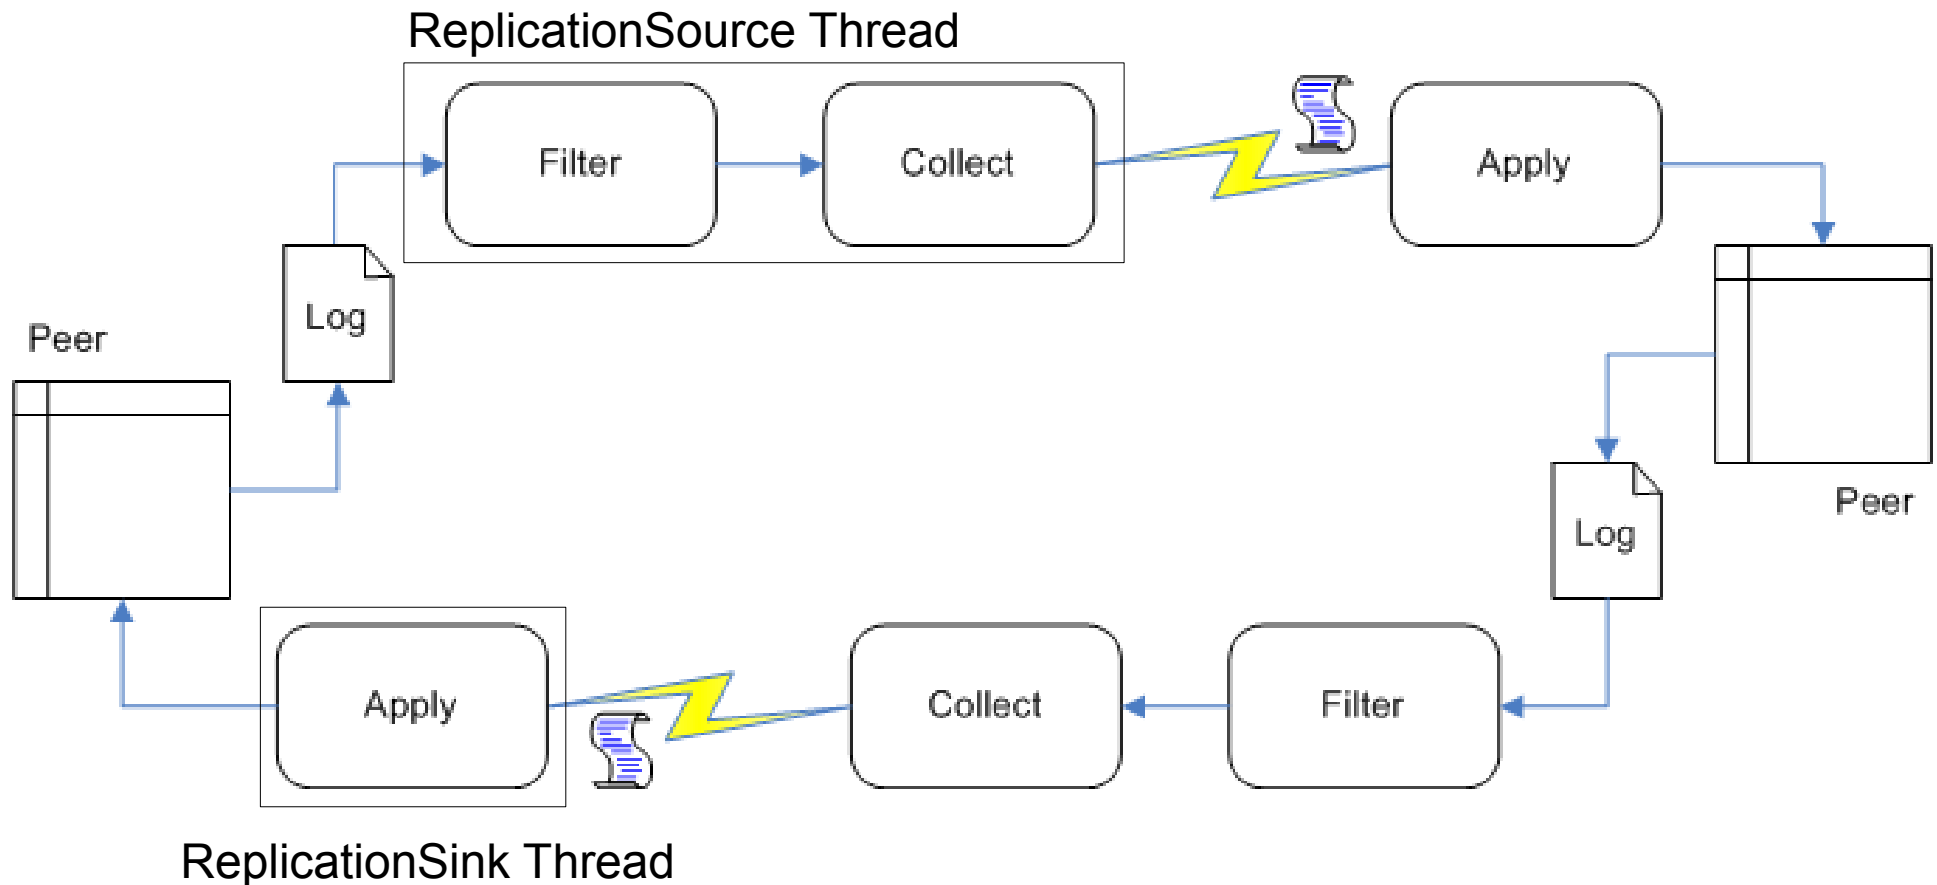 ReplicationSource Thread
Filter
Collect
Apply
Log
Peer
Peer
Log
Apply
Collect
Filter
ReplicationSink Thread